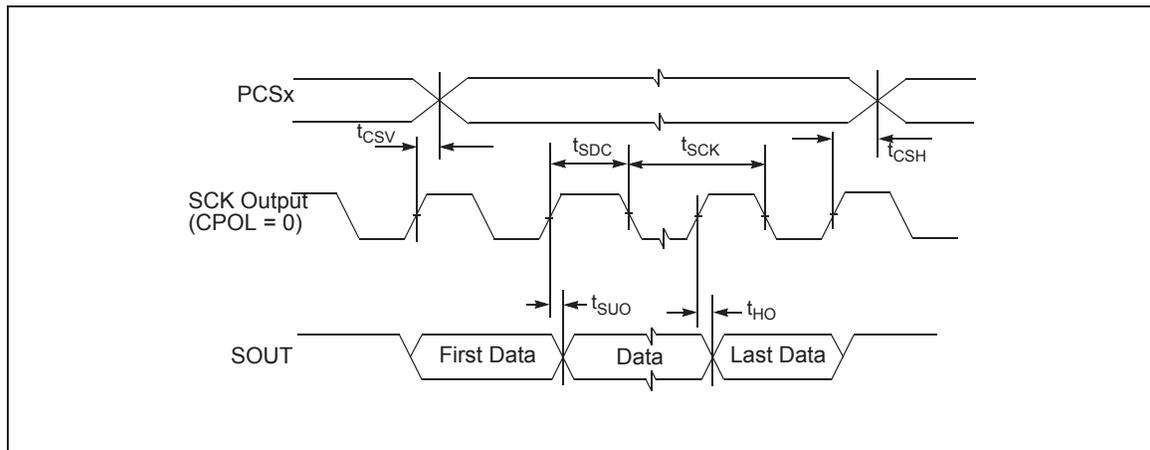 PCSx
tCSV
tSDC
tSCK
tCSH
SCK Output
(CPOL = 0)
tSUO
tHO
SOUT
First Data
Data
Last Data